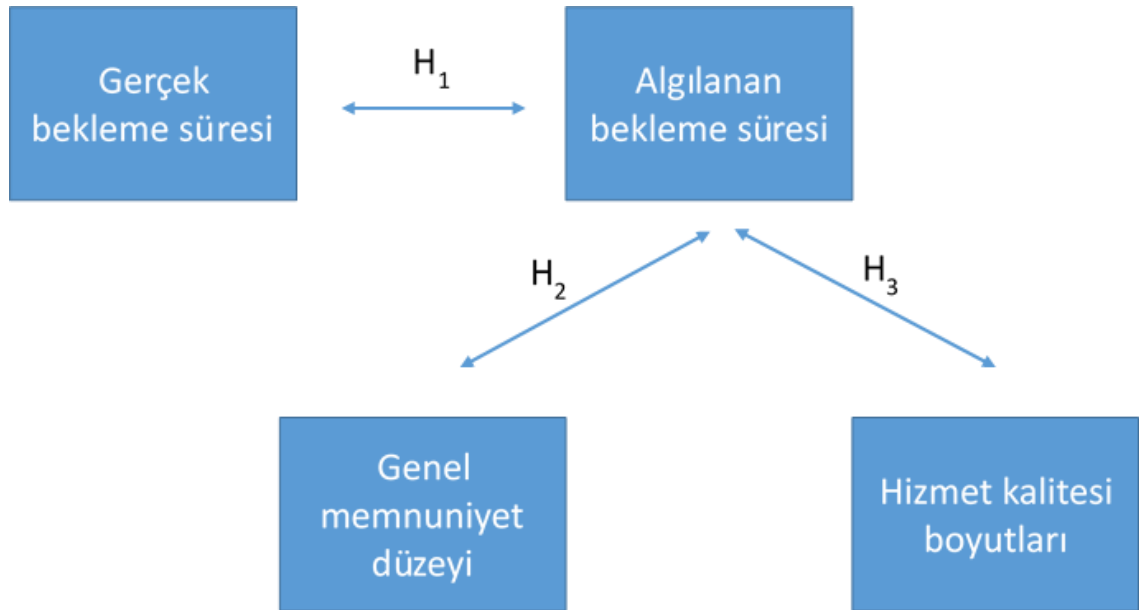 Gerçek
bekleme süresi
H₁
Algılanan
bekleme süresi
H₂
H₃
Genel
memnuniyet
düzeyi
Hizmet kalitesi
boyutları